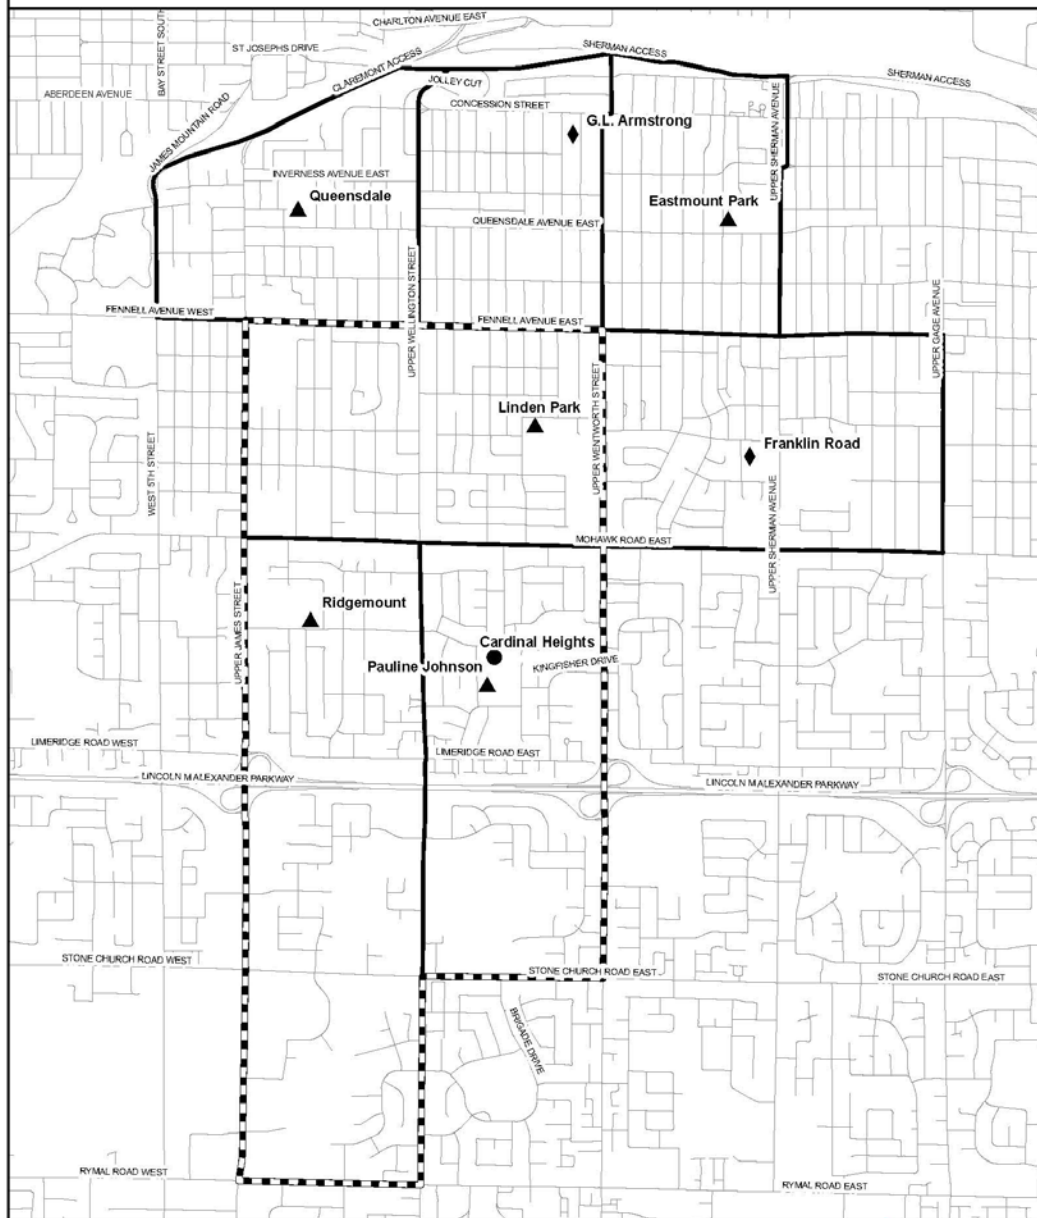 CHARLTON AVENUE EAST
BAY STREET SOUTH
ST JOSEPHS DRIVE
CLAREMONT ACCESS
SHERMAN ACCESS
SHERMAN ACCESS
JOLLEY CUT
ABERDEEN AVENUE
CONCESSION STREET
JAMES MOUNTAIN ROAD
G.L. Armstrong
UPPER SHERMAN AVENUE
INVERNESS AVENUE EAST
Queensdale
Eastmount Park
QUEENSDALE AVENUE EAST
UPPER WELLINGTON STREET
FENNELL AVENUE WEST
FENNELL AVENUE EAST
UPPER GAGE AVENUE
UPPER WENTWORTH STREET
Linden Park
WEST 5TH STREET
Franklin Road
UPPER SHERMAN AVENUE
MOHAWK ROAD EAST
UPPER JAMES STREET
Ridgemount
Cardinal Heights
KINGFISHER DRIVE
Pauline Johnson
LIMERIDGE ROAD WEST
LIMERIDGE ROAD EAST
LINCOLN M ALEXANDER PARKWAY
LINCOLN M ALEXANDER PARKWAY
STONE CHURCH ROAD WEST
STONE CHURCH ROAD EAST
STONE CHURCH ROAD EAST
BRIGADE DRIVE
RYMAL ROAD WEST
RYMAL ROAD EAST